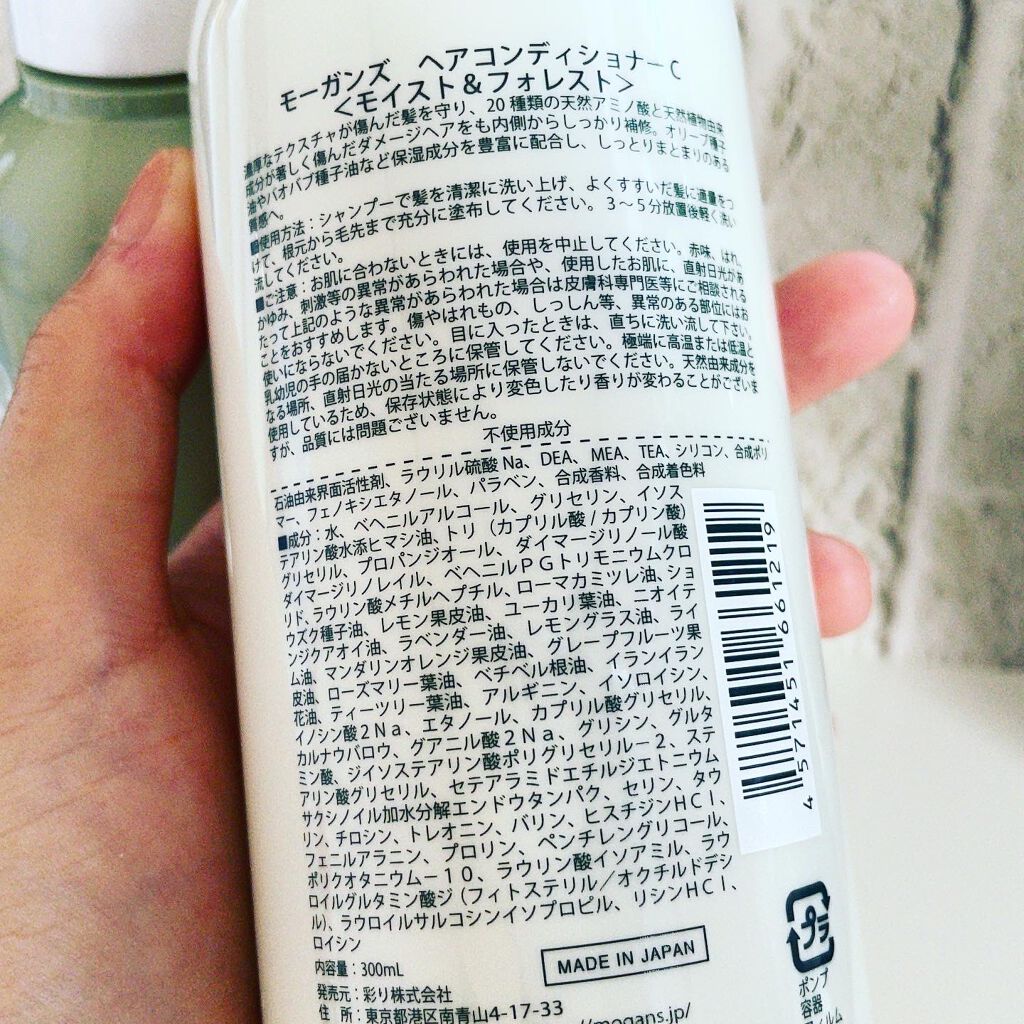 モーガンズ　ヘアコンディショナー C
＜モイスト＆フォレスト＞
濃厚なテクスチャが傷んだ髪を守り、20 種類の天然アミノ酸と天然植物由来
成分が著しく傷んだダメージヘアをも内側からしっかり補修。オリーブ種子
油やバオバブ種子油など保湿成分を豊富に配合し、しっとりまとまりのある
質感へ。
■使用方法：シャンプーで髪を清潔に洗い上げ、よくすすいだ髪に適量をつ
けて、根元から毛先まで充分に塗布してください。３～５分放置後軽く洗い
流してください。
■ご注意：お肌に合わないときには、使用を中止してください。赤味、はれ、
かゆみ、刺激等の異常があらわれた場合や、使用したお肌に、直射日光があ
たって上記のような異常があらわれた場合は皮膚科専門医等にご相談される
ことをおすすめします。傷やはれもの、しっしん等、異常のある部位にはお
使いにならないでください。目に入ったときは、直ちに洗い流して下さい。
乳幼児の手の届かないところに保管してください。極端に高温または低温と
なる場所、直射日光の当たる場所に保管しないでください。天然由来成分を
使用しているため、保存状態により変色したり香りが変わることがございま
すが、品質には問題ございません。
不使用成分
石油由来界面活性剤、ラウリル硫酸 Na、DEA、MEA、TEA、シリコン、合成ポリ
マー、フェノキシエタノール、パラベン、合成香料、合成着色料
■成分：水、ベヘニルアルコール、グリセリン、イソス
テアリン酸水添ヒマシ油、トリ（カプリル酸 / カプリン酸）
グリセリル、プロパンジオール、ダイマージリノール酸
ダイマージリノレイル、ベヘニルＰＧトリモニウムクロ
リド、ラウリン酸メチルヘプチル、ローマカミツレ油、ショ
ウズク種子油、レモン果皮油、ユーカリ葉油、ニオイテ
ンジクアオイ油、ラベンダー油、レモングラス油、ライ
ム油、マンダリンオレンジ果皮油、グレープフルーツ果
皮油、ローズマリー葉油、ベチベル根油、イランイラン
花油、ティーツリー葉油、アルギニン、イソロイシン、
イノシン酸２Ｎａ、エタノール、カプリル酸グリセリル、
カルナウバロウ、グアニル酸２Ｎａ、グリシン、グルタ
ミン酸、ジイソステアリン酸ポリグリセリル－２、ステ
アリン酸グリセリル、セテアラミドエチルジエトニウム
サクシノイル加水分解エンドウタンパク、セリン、タウ
リン、チロシン、トレオニン、バリン、ヒスチジンＨＣｌ、
フェニルアラニン、プロリン、ペンチレングリコール、
ポリクオタニウム－１０、ラウリン酸イソアミル、ラウ
ロイルグルタミン酸ジ（フィトステリル／オクチルドデシ
ル）、ラウロイルサルコシンイソプロピル、リシンＨＣｌ、
ロイシン
4 571451 661219
内容量：300mL
MADE IN JAPAN
発売元：彩り株式会社
住　所：東京都港区南青山4-17-33
//mogans.jp/
プラ
ポンプ
容器